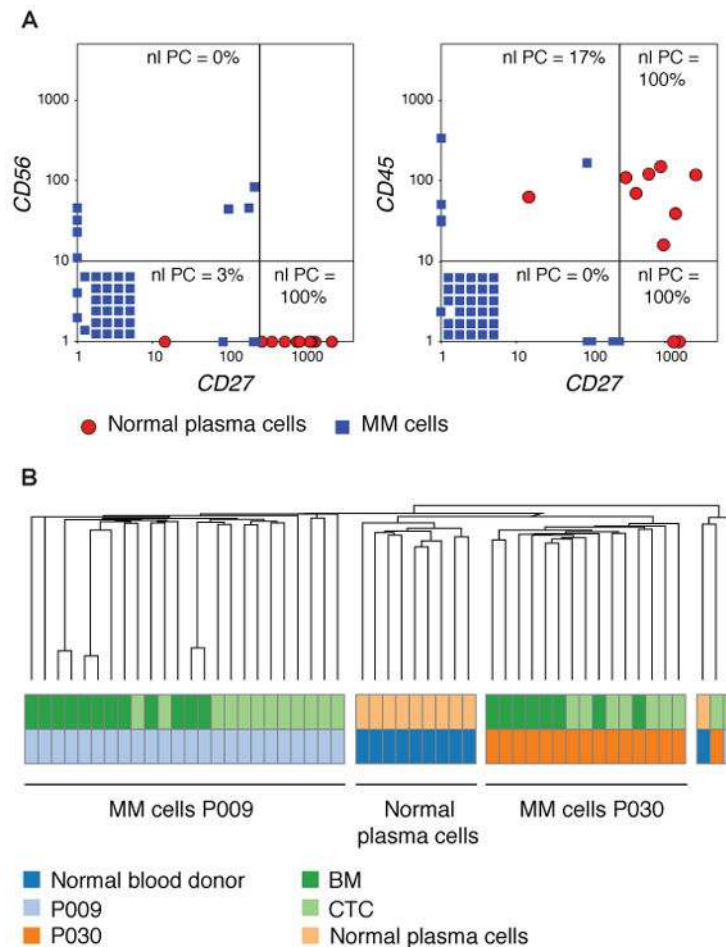 A
nl PC = 0%
1000
100
10
1
CD56
nl PC = 3%
nl PC =
100%
1
10
100
1000
CD27
nl PC = 17%
nl PC =
100%
1000
100
10
1
CD45
nl PC = 0%
nl PC =
100%
1
10
100
1000
CD27
Normal plasma cells
MM cells
B
MM cells P009
Normal
plasma cells
MM cells P030
Normal blood donor
P009
P030
BM
CTC
Normal plasma cells